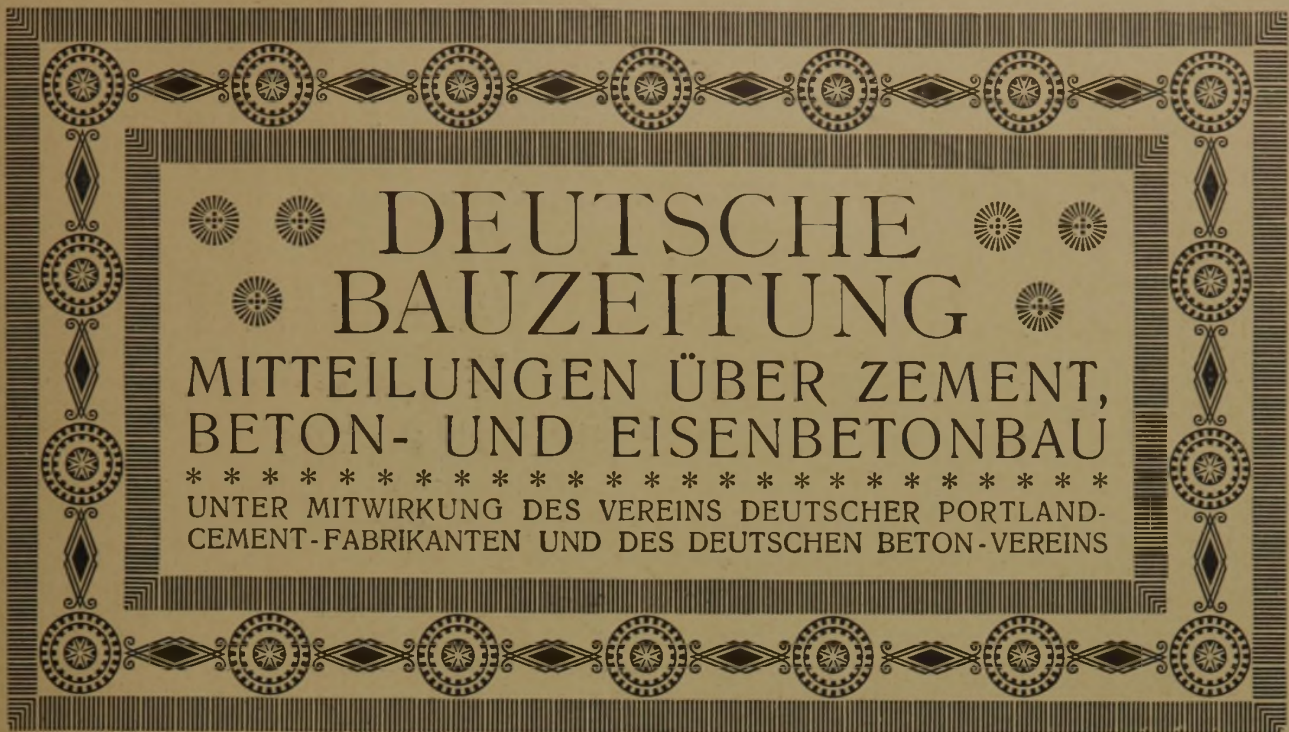 DEUTSCHE
BAUZEITUNG
MITTEILUNGEN ÜBER ZEMENT,
BETON- UND EISENBETONBAU
* * * * * * * * * * * * * * * * * * * * * * * * *
UNTER MITWIRKUNG DES VEREINS DEUTSCHER PORTLAND-
CEMENT-FABRIKANTEN UND DES DEUTSCHEN BETON-VEREINS